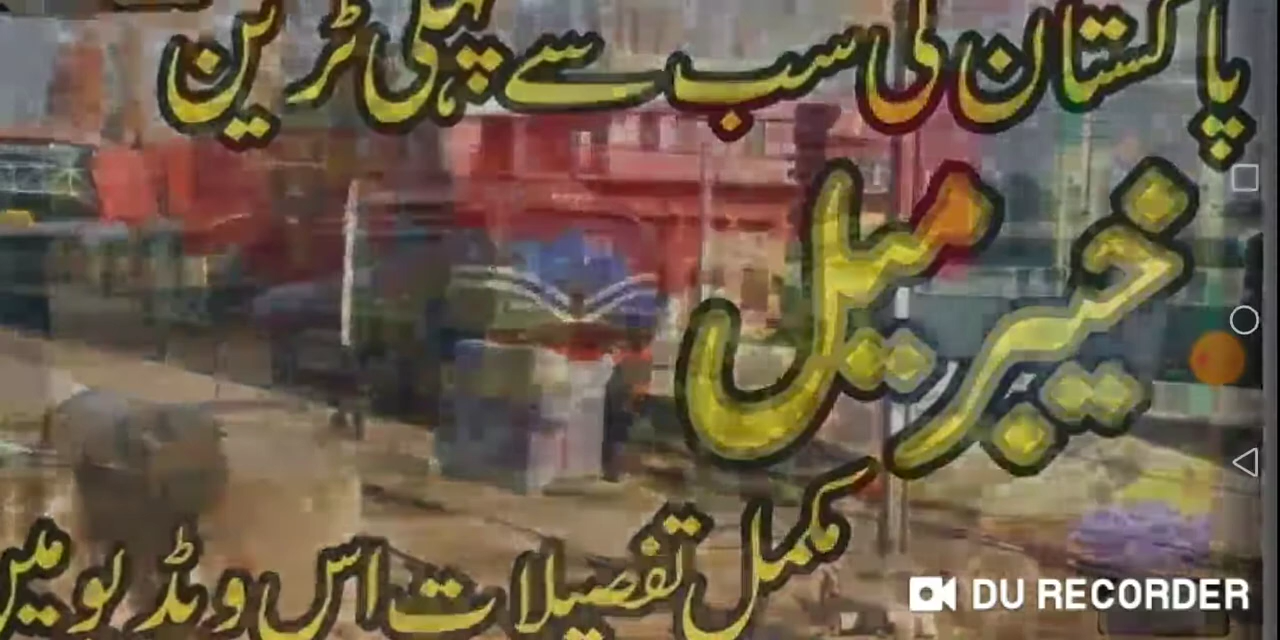 پاکستان کی سب سے پہلی ٹرین
خیبر میل
مکمل تفصیلات اس وڈیو میں
DU RECORDER